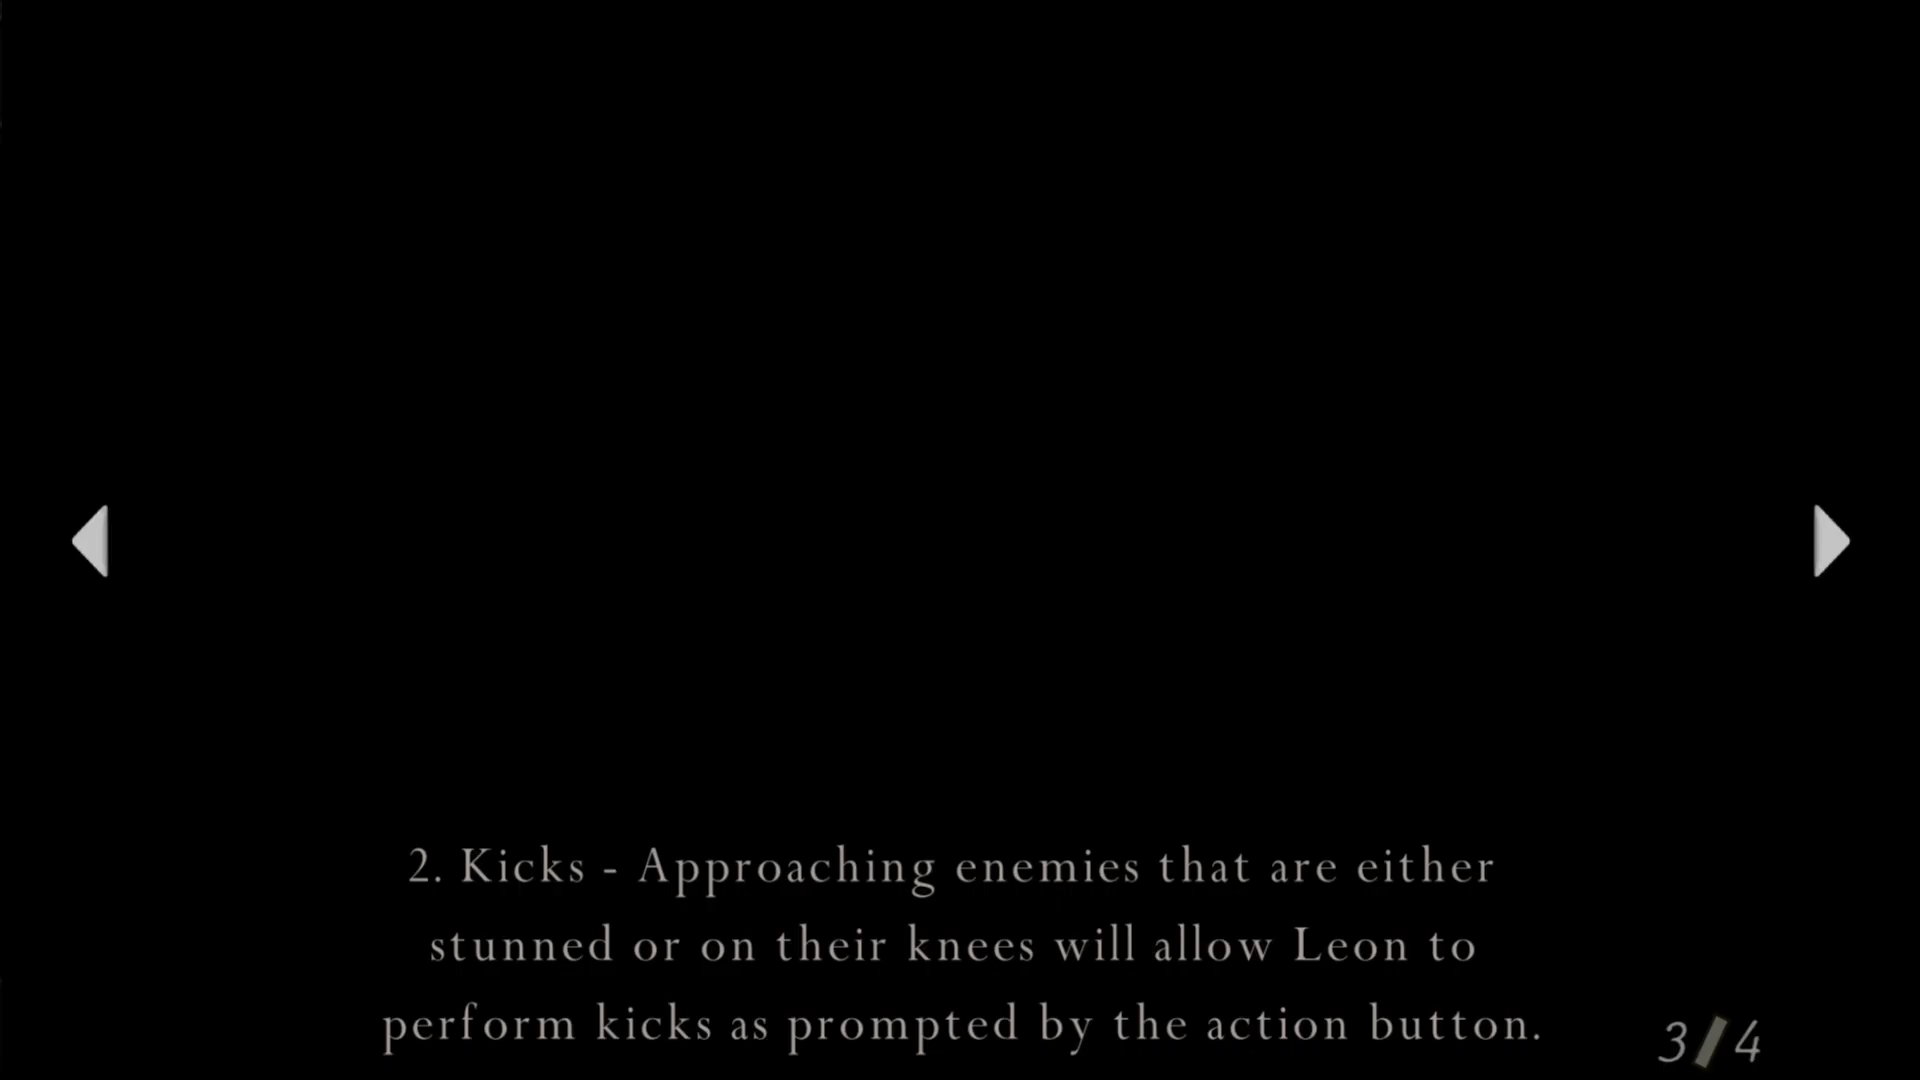 2. Kicks - Approaching enemies that are either
stunned or on their knees will allow Leon to
perform kicks as prompted by the action button.
3/4